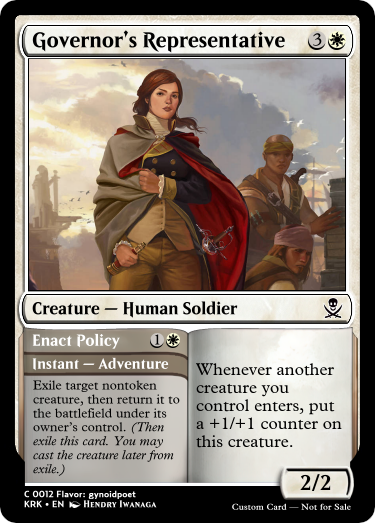 Governor's Representative 3
Creature — Human Soldier
Enact Policy 1
Instant — Adventure
Exile target nontoken
creature, then return it to
the battlefield under its
owner's control. (Then
exile this card. You may
cast the creature later from
exile.)
Whenever another
creature you
control enters, put
a +1/+1 counter on
this creature.
2/2
C 0012 Flavor: gynoidpoet
KRK • EN Hendry Iwanaga
Custom Card — Not for Sale